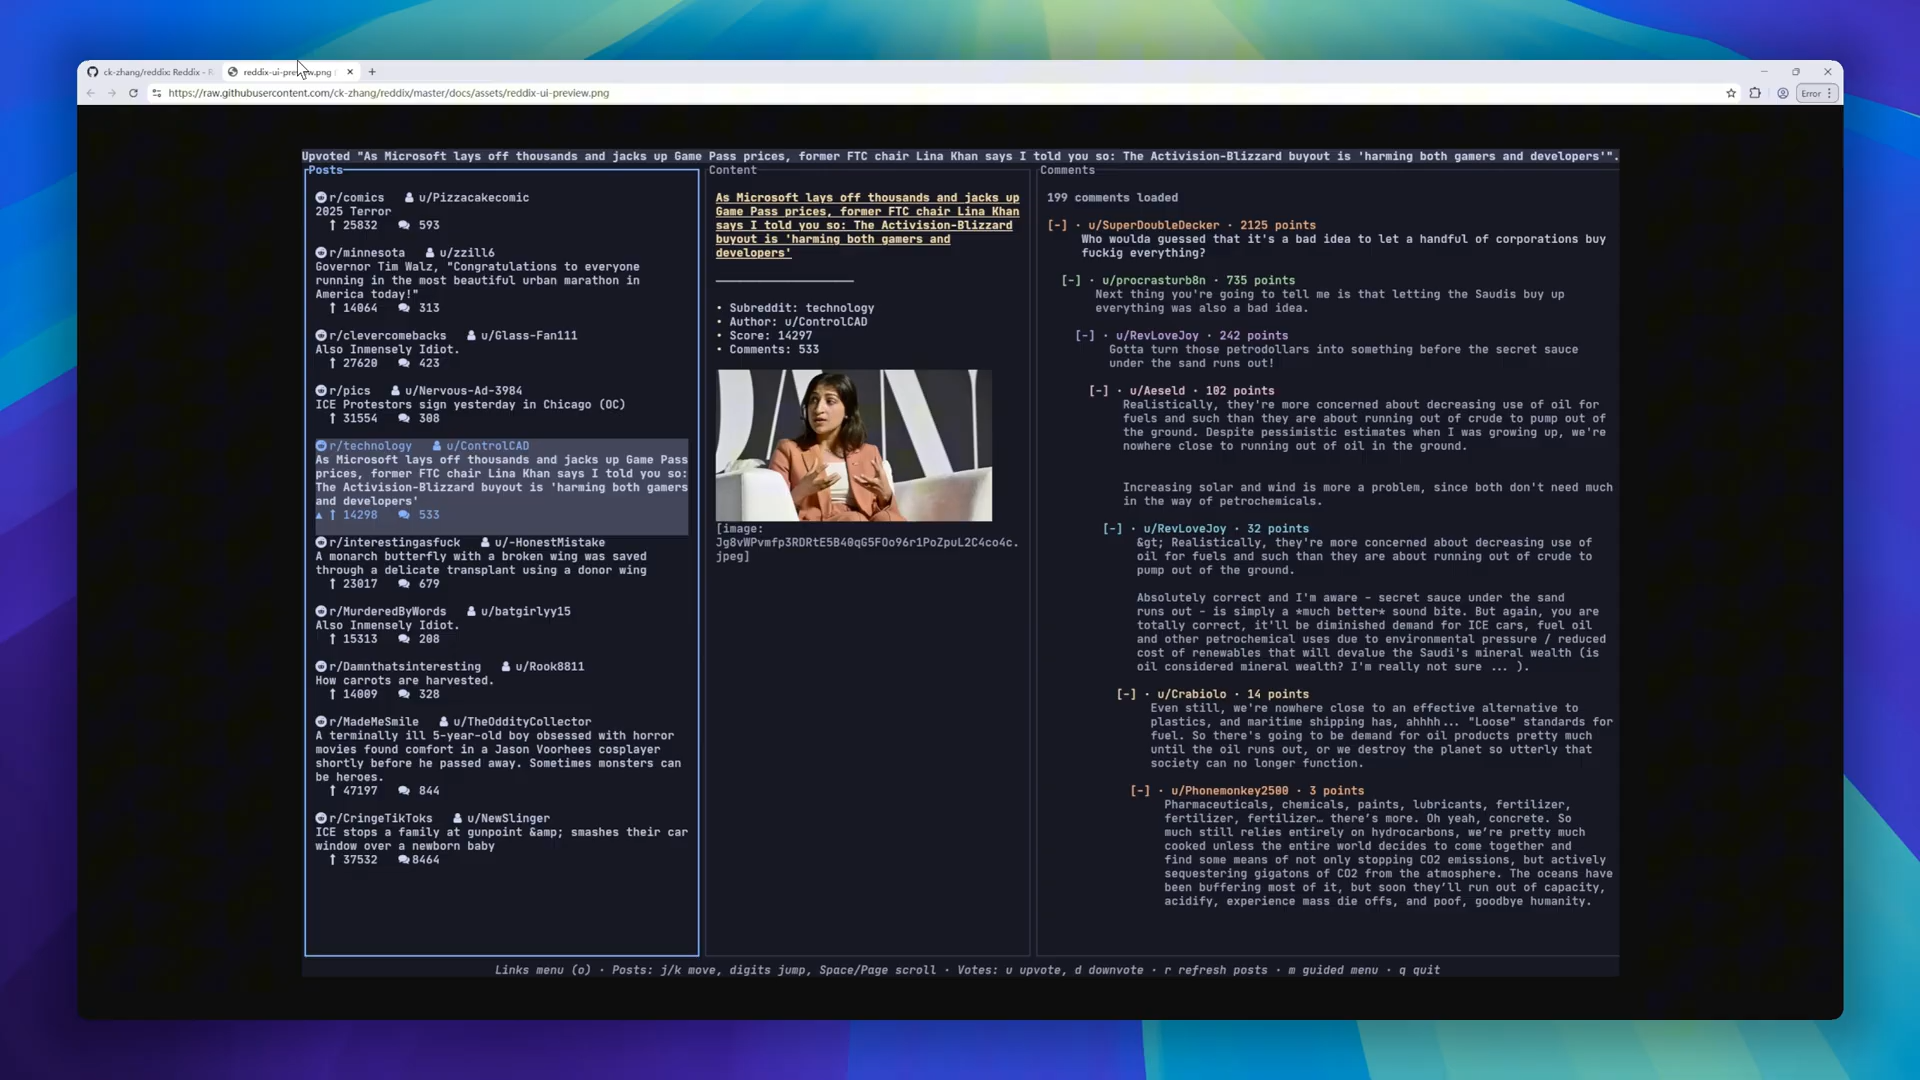 ck-zhang/reddix: Reddix - R
reddix-ui-preview.png
https://raw.githubusercontent.com/ck-zhang/reddix/master/docs/assets/reddix-ui-preview.png
Error
Upvoted "As Microsoft lays off thousands and jacks up Game Pass prices, former FTC chair Lina Khan says I told you so: The Activision-Blizzard buyout is 'harming both gamers and developers'".
Posts
r/comics u/Pizzacakecomic
2025 Terror
25832 593
r/minnesota u/zzill6
Governor Tim Walz, "Congratulations to everyone
running in the most beautiful urban marathon in
America today!"
14064 313
r/clevercomebacks u/Glass-Fan111
Also Inmensely Idiot.
27620 423
r/pics u/Nervous-Ad-3984
ICE Protestors sign yesterday in Chicago (OC)
31554 308
r/technology u/ControlCAD
As Microsoft lays off thousands and jacks up Game Pass
prices, former FTC chair Lina Khan says I told you so:
The Activision-Blizzard buyout is 'harming both gamers
and developers'
14298 533
r/interestingasfuck u/-HonestMistake
A monarch butterfly with a broken wing was saved
through a delicate transplant using a donor wing
23017 679
r/MurderedByWords u/batgirlyy15
Also Inmensely Idiot.
15313 208
r/Damnthatsinteresting u/Rook8811
How carrots are harvested.
14009 328
r/MadeMeSmile u/TheOddityCollector
A terminally ill 5-year-old boy obsessed with horror
movies found comfort in a Jason Voorhees cosplayer
shortly before he passed away. Sometimes monsters can
be heroes.
47197 844
r/CringeTikToks u/NewSlinger
ICE stops a family at gunpoint &amp; smashes their car
window over a newborn baby
37532 8464
Content
As Microsoft lays off thousands and jacks up
Game Pass prices, former FTC chair Lina Khan
says I told you so: The Activision-Blizzard
buyout is 'harming both gamers and
developers'
• Subreddit: technology
• Author: u/ControlCAD
• Score: 14297
• Comments: 533
[image:
Jg8vWPvmfp3RDRtE5B40qG5FOo96r1PoZpuL2C4co4c.
jpeg]
Comments
199 comments loaded
[-] · u/SuperDoubleDecker · 2125 points
Who woulda guessed that it's a bad idea to let a handful of corporations buy
fuckig everything?
[-] · u/procrasturb8n · 735 points
Next thing you're going to tell me is that letting the Saudis buy up
everything was also a bad idea.
[-] · u/RevLoveJoy · 242 points
Gotta turn those petrodollars into something before the secret sauce
under the sand runs out!
[-] · u/Aeseld · 102 points
Realistically, they're more concerned about decreasing use of oil for
fuels and such than they are about running out of crude to pump out of
the ground. Despite pessimistic estimates when I was growing up, we're
nowhere close to running out of oil in the ground.
Increasing solar and wind is more a problem, since both don't need much
in the way of petrochemicals.
[-] · u/RevLoveJoy · 32 points
&gt; Realistically, they're more concerned about decreasing use of
oil for fuels and such than they are about running out of crude to
pump out of the ground.
Absolutely correct and I'm aware - secret sauce under the sand
runs out - is simply a *much better* sound bite. But again, you are
totally correct, it'll be diminished demand for ICE cars, fuel oil
and other petrochemical uses due to environmental pressure / reduced
cost of renewables that will devalue the Saudi's mineral wealth (is
oil considered mineral wealth? I'm really not sure ... ).
[-] · u/Crabiolo · 14 points
Even still, we're nowhere close to an effective alternative to
plastics, and maritime shipping has, ahhhh... "Loose" standards for
fuel. So there's going to be demand for oil products pretty much
until the oil runs out, or we destroy the planet so utterly that
society can no longer function.
[-] · u/Phonemonkey2500 · 3 points
Pharmaceuticals, chemicals, paints, lubricants, fertilizer,
fertilizer, fertilizer… there's more. Oh yeah, concrete. So
much still relies entirely on hydrocarbons, we're pretty much
cooked unless the entire world decides to come together and
find some means of not only stopping CO2 emissions, but actively
sequestering gigatons of CO2 from the atmosphere. The oceans have
been buffering most of it, but soon they'll run out of capacity,
acidify, experience mass die offs, and poof, goodbye humanity.
Links menu (o) · Posts: j/k move, digits jump, Space/Page scroll · Votes: u upvote, d downvote · r refresh posts · m guided menu · q quit